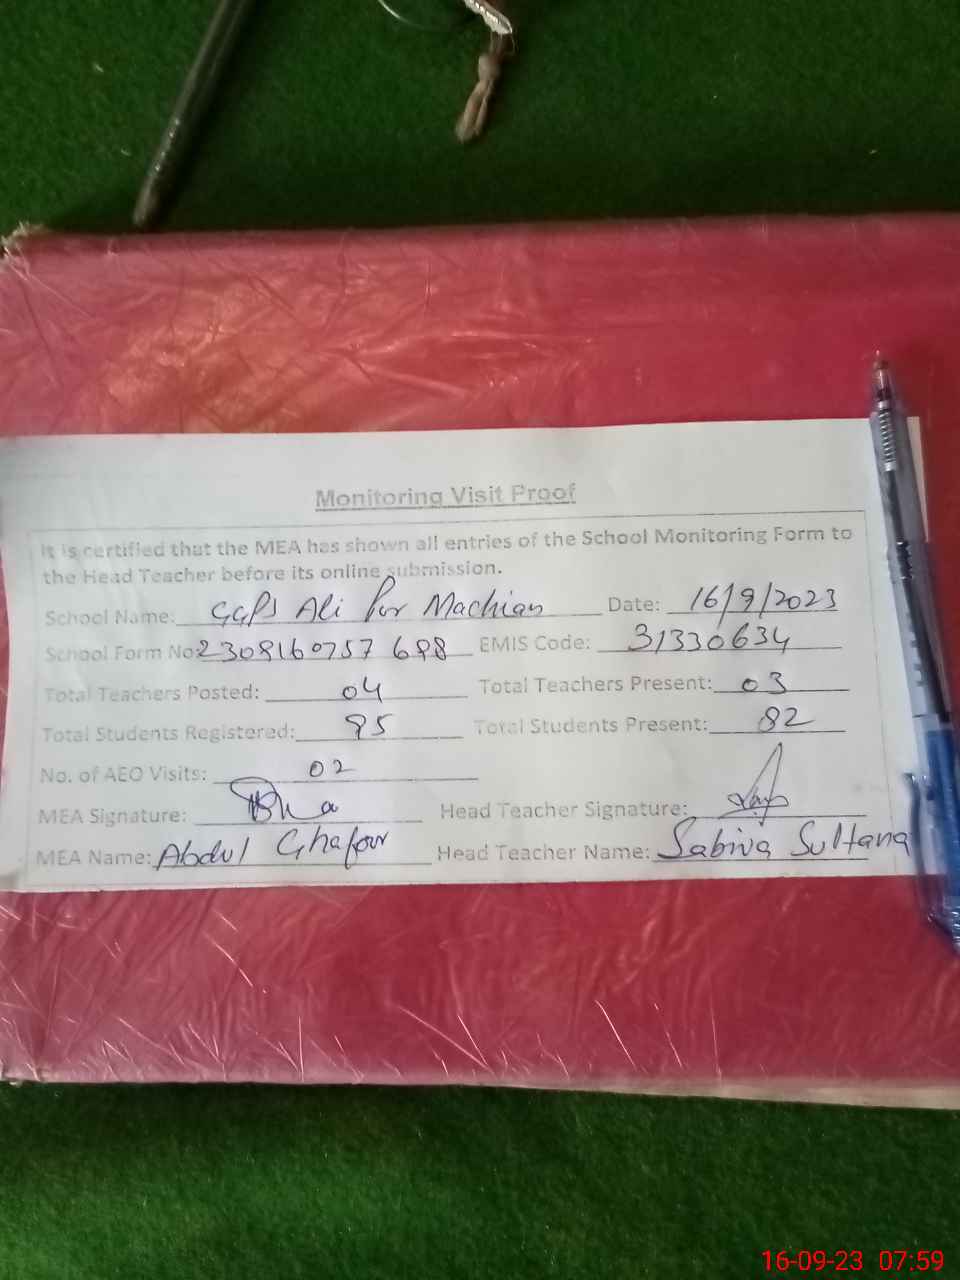 Monitoring Visit Proof
It is certified that the MEA has shown all entries of the School Monitoring Form to
the Head Teacher before its online submission.
School Name: GGPS Ali Pur Machian Date: 16/9/2023
School Form No: EMIS Code: 31330634
Total Teachers Posted: 04 Total Teachers Present: 03
Total Students Registered: 95 Total Students Present: 82
No. of AEO Visits: 02
MEA Signature: Head Teacher Signature:
MEA Name: Abdul Ghafoor Head Teacher Name: Sabira Sultana
16-09-23 07:59